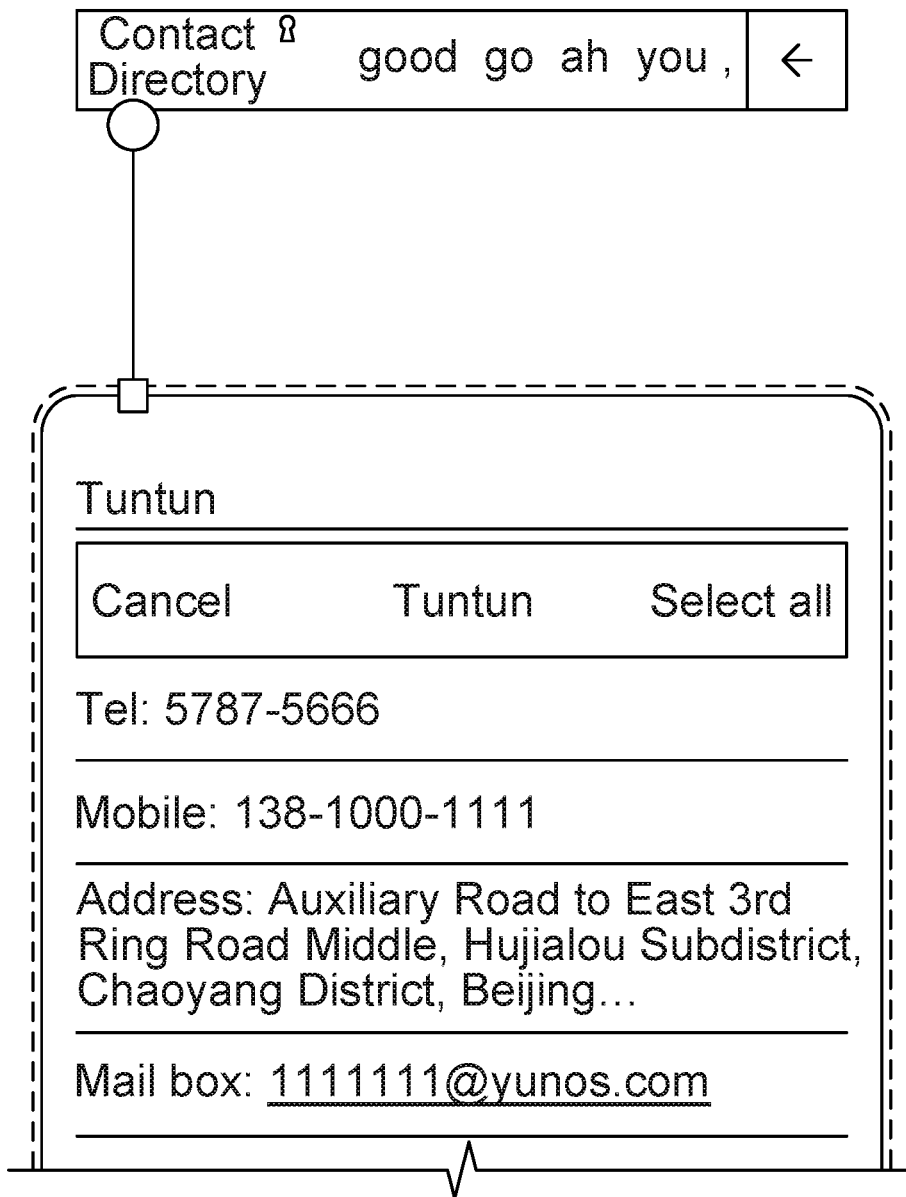 Contact
Directory
good go ah you ,
Tuntun
Cancel Tuntun Select all
Tel: 5787-5666
Mobile: 138-1000-1111
Address: Auxiliary Road to East 3rd
Ring Road Middle, Hujialou Subdistrict,
Chaoyang District, Beijing...
Mail box: 1111111@yunos.com